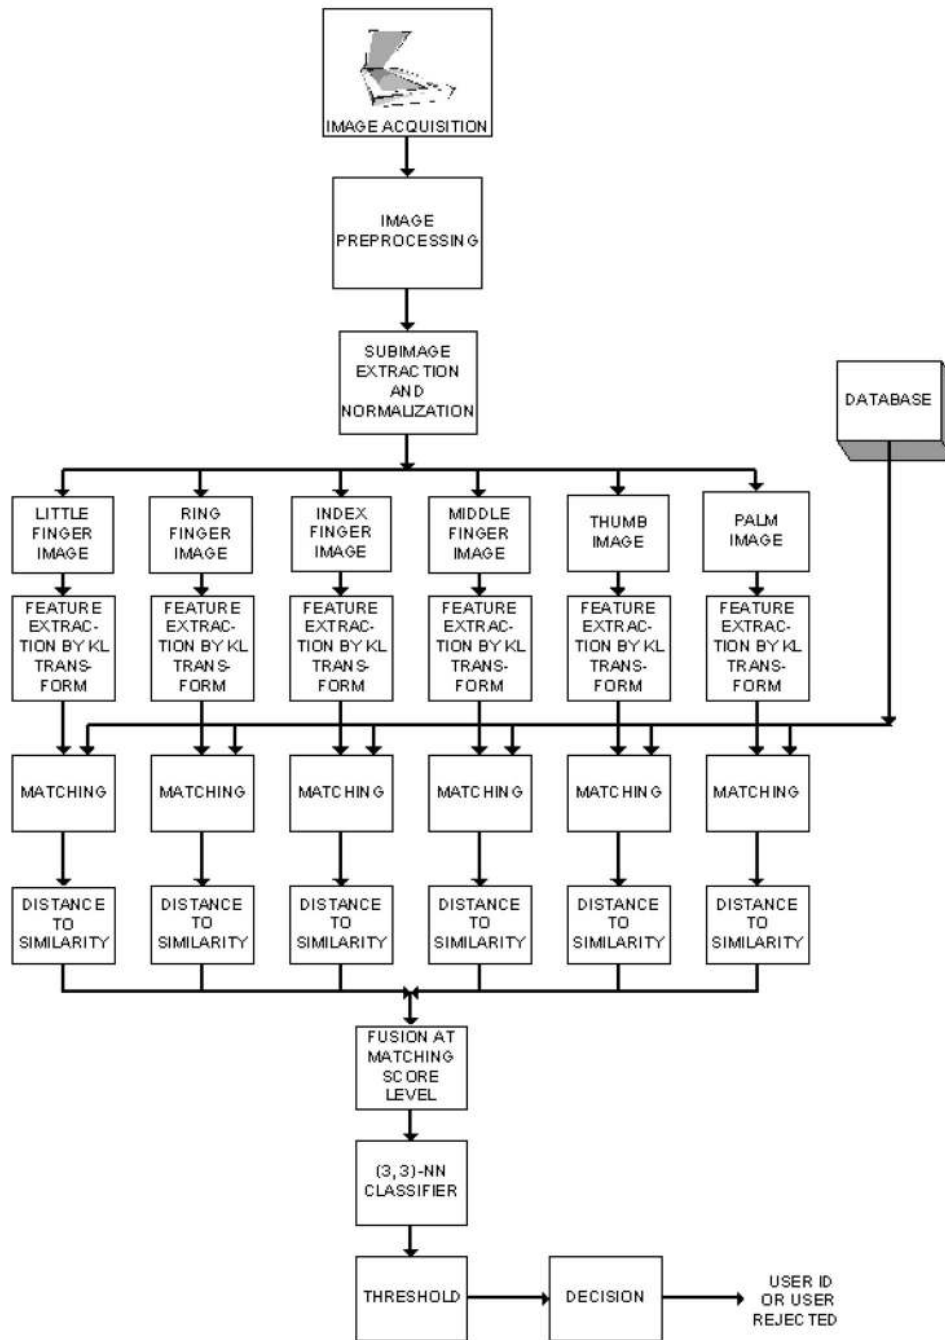 IMAGE ACQUISITION
IMAGE
PREPROCESSING
SUBIMAGE
EXTRACTION
AND
NORMALIZATION
DATABASE
LITTLE
FINGER
IMAGE
RING
FINGER
IMAGE
INDEX
FINGER
IMAGE
MIDDLE
FINGER
IMAGE
THUMB
IMAGE
PALM
IMAGE
FEATURE
EXTRAC-
TION BY KL
TRANS-
FORM
FEATURE
EXTRAC-
TION BY KL
TRANS-
FORM
FEATURE
EXTRAC-
TION BY KL
TRANS-
FORM
FEATURE
EXTRAC-
TION BY KL
TRANS-
FORM
FEATURE
EXTRAC-
TION BY KL
TRANS-
FORM
FEATURE
EXTRAC-
TION BY KL
TRANS-
FORM
MATCHING
MATCHING
MATCHING
MATCHING
MATCHING
MATCHING
DISTANCE
TO
SIMILARITY
DISTANCE
TO
SIMILARITY
DISTANCE
TO
SIMILARITY
DISTANCE
TO
SIMILARITY
DISTANCE
TO
SIMILARITY
DISTANCE
TO
SIMILARITY
FUSION AT
MATCHING
SCORE
LEVEL
(3,3)-NN
CLASSIFIER
THRESHOLD
DECISION
USER ID
OR USER
REJECTED